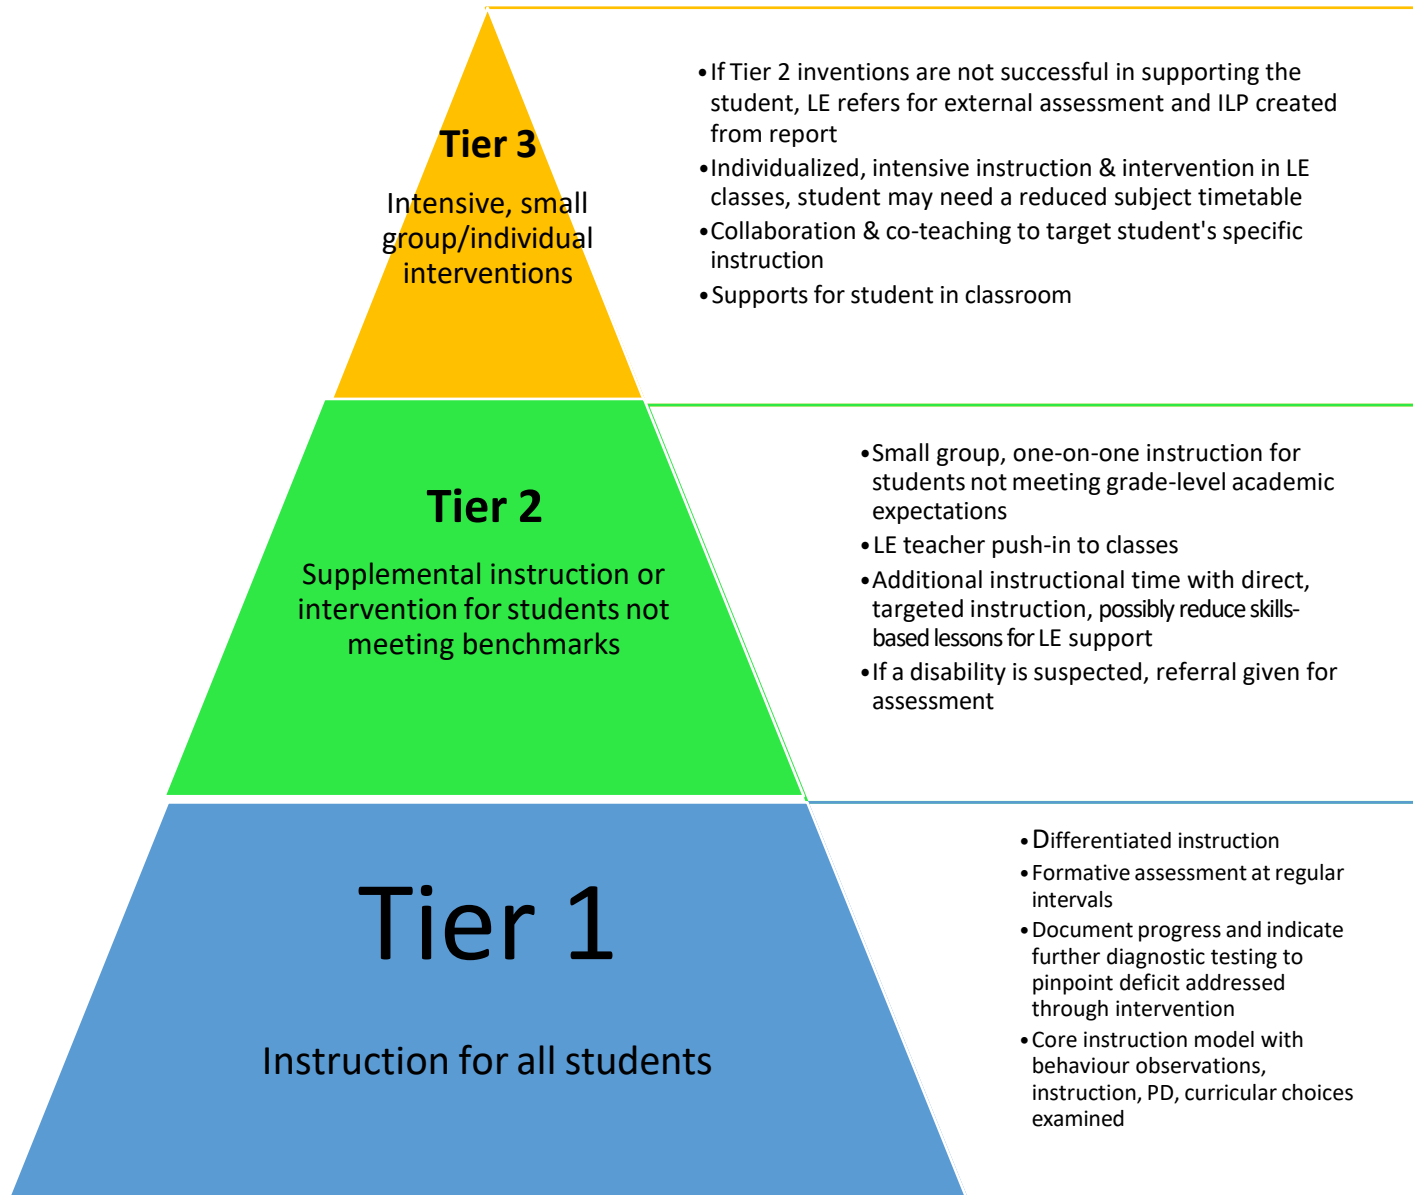 Tier 3
Intensive, small
group/individual
interventions
•If Tier 2 inventions are not successful in supporting the
student, LE refers for external assessment and ILP created
from report
•Individualized, intensive instruction & intervention in LE
classes, student may need a reduced subject timetable
•Collaboration & co-teaching to target student's specific
instruction
•Supports for student in classroom
Tier 2
Supplemental instruction or
intervention for students not
meeting benchmarks
•Small group, one-on-one instruction for
students not meeting grade-level academic
expectations
•LE teacher push-in to classes
•Additional instructional time with direct,
targeted instruction, possibly reduce skills-
based lessons for LE support
•If a disability is suspected, referral given for
assessment
Tier 1
Instruction for all students
•Differentiated instruction
•Formative assessment at regular
intervals
•Document progress and indicate
further diagnostic testing to
pinpoint deficit addressed
through intervention
•Core instruction model with
behaviour observations,
instruction, PD, curricular choices
examined